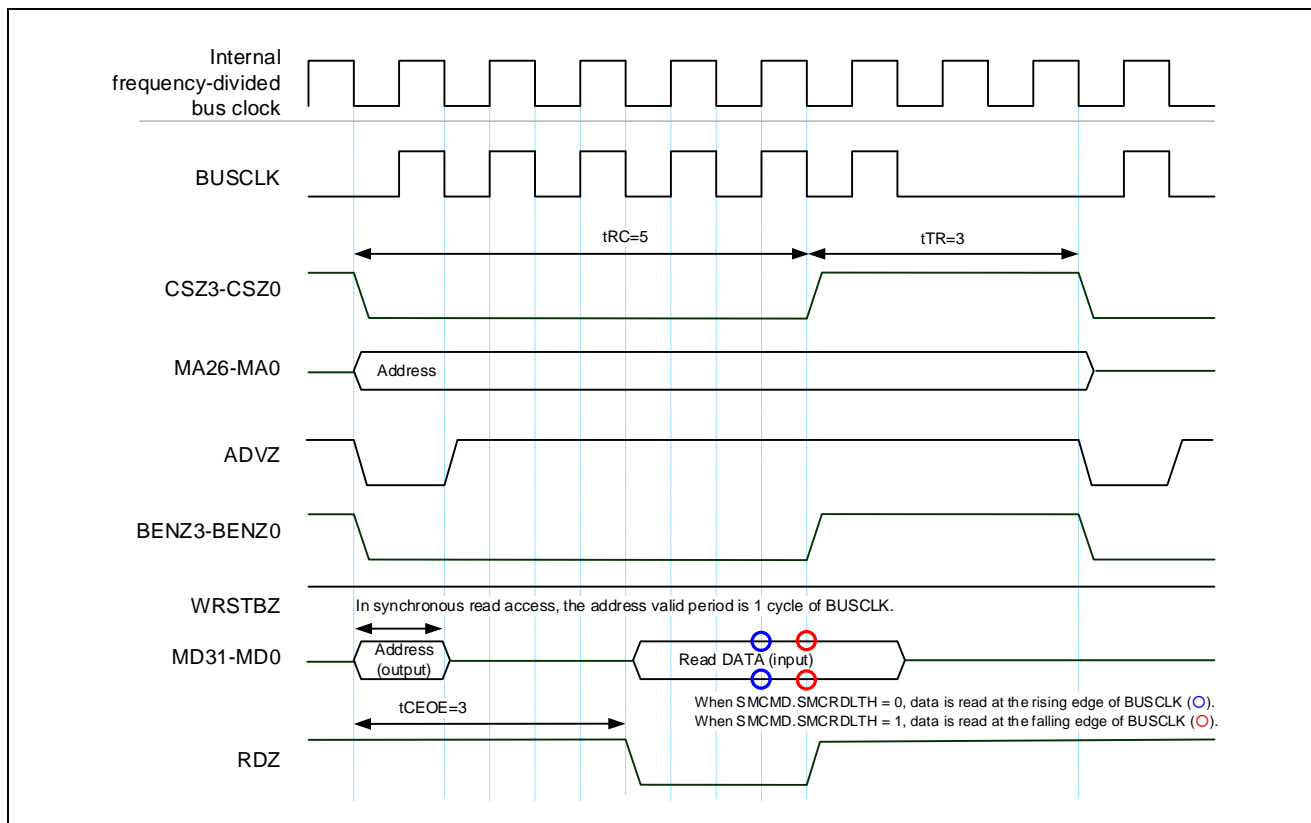 Internal
frequency-divided
bus clock
BUSCLK
tRC=5
tTR=3
CSZ3-CSZ0
MA26-MA0
Address
ADVZ
BENZ3-BENZ0
WRSTBZ
In synchronous read access, the address valid period is 1 cycle of BUSCLK.
MD31-MD0
Address
(output)
Read DATA (input)
When SMCMD.SMCRDLTH = 0, data is read at the rising edge of BUSCLK (○).
When SMCMD.SMCRDLTH = 1, data is read at the falling edge of BUSCLK (○).
tCEOE=3
RDZ